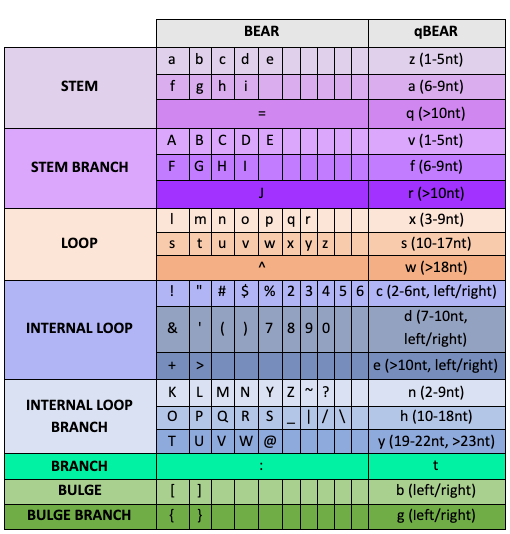 BEAR qBEAR
STEM
a b c d e z (1-5nt)
f g h i a (6-9nt)
= q (>10nt)
STEM BRANCH
A B C D E v (1-5nt)
F G H I f (6-9nt)
J r (>10nt)
LOOP
l m n o p q r x (3-9nt)
s t u v w x y z s (10-17nt)
^ w (>18nt)
INTERNAL LOOP
! " # $ % 2 3 4 5 6 c (2-6nt, left/right)
& ' ( ) 7 8 9 0 d (7-10nt,
left/right)
+ > e (>10nt, left/right)
INTERNAL LOOP
BRANCH
K L M N Y Z ~ ? n (2-9nt)
O P Q R S _ | / \ h (10-18nt)
T U V W @ y (19-22nt, >23nt)
BRANCH : t
BULGE [ ] b (left/right)
BULGE BRANCH { } g (left/right)